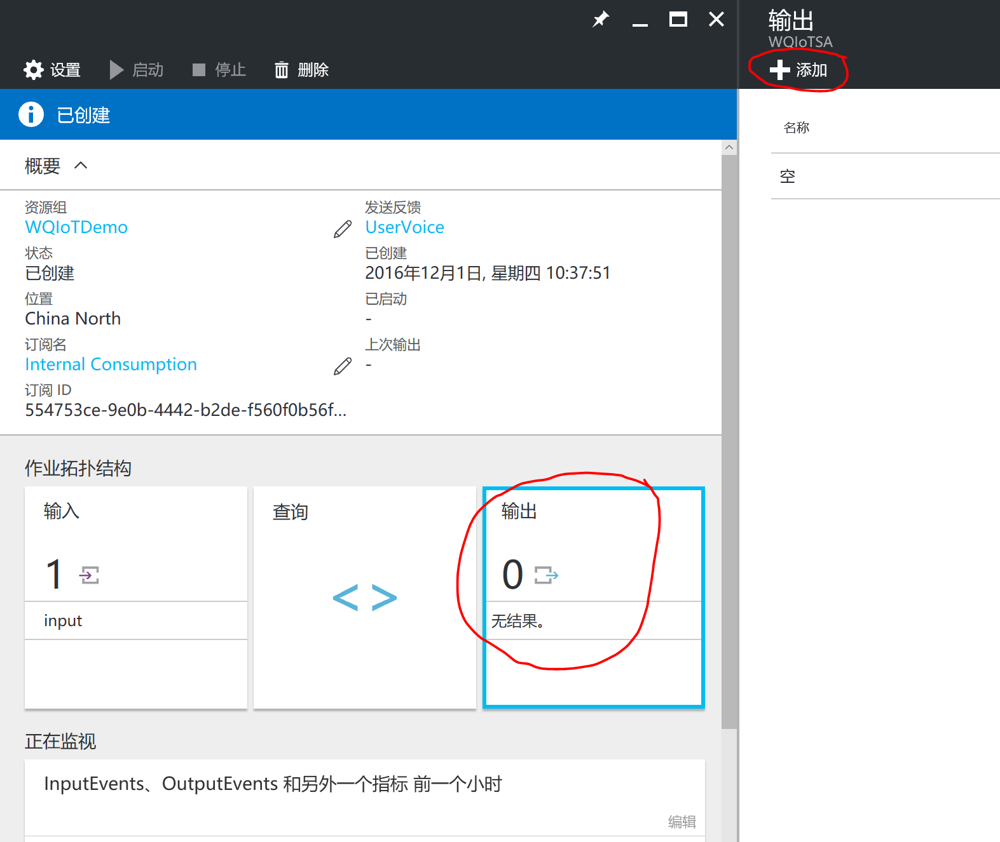 设置 启动 停止 删除
已创建
概要
资源组
WQIoTDemo
状态
已创建
位置
China North
订阅名
Internal Consumption
订阅 ID
554753ce-9e0b-4442-b2de-f560f0b56f...
发送反馈
UserVoice
已创建
2016年12月1日, 星期四 10:37:51
已启动
-
上次输出
-
作业拓扑结构
输入
1
input
查询
< >
输出
0
无结果。
正在监视
InputEvents、OutputEvents 和另外一个指标 前一个小时
编辑
输出
WQIoTSA
添加
名称
空